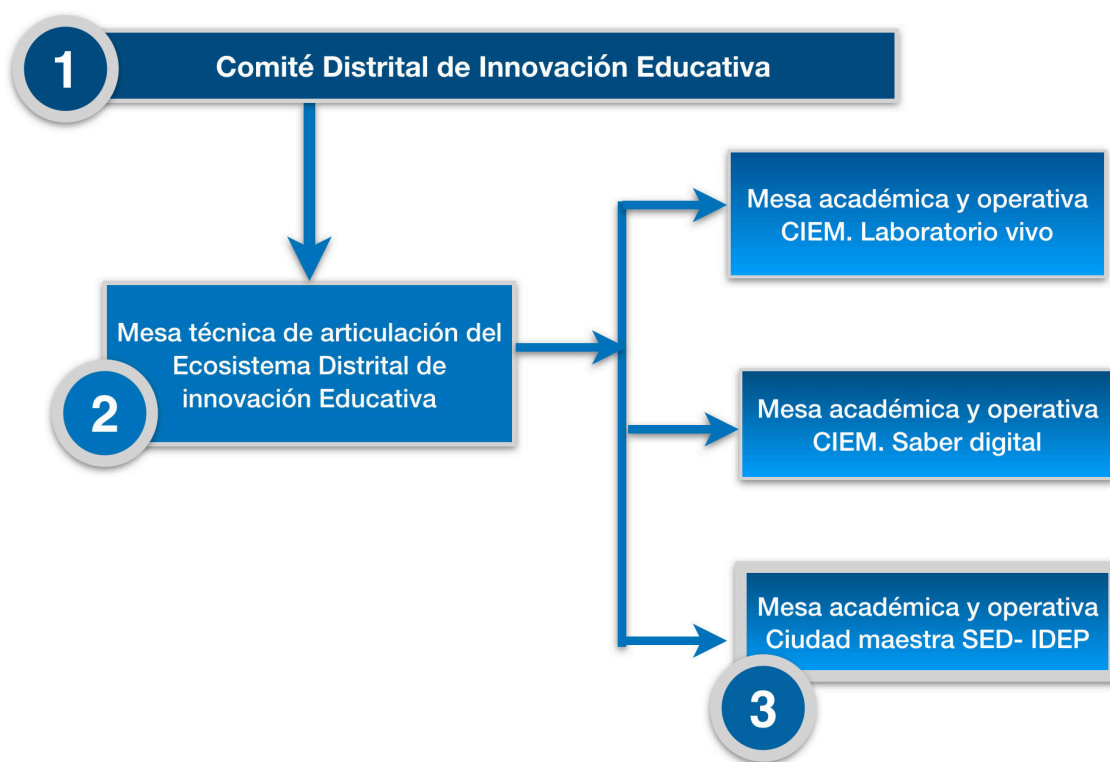 1
Comité Distrital de Innovación Educativa
Mesa técnica de articulación del
Ecosistema Distrital de
innovación Educativa
2
Mesa académica y operativa
CIEM. Laboratorio vivo
Mesa académica y operativa
CIEM. Saber digital
Mesa académica y operativa
Ciudad maestra SED- IDEP
3